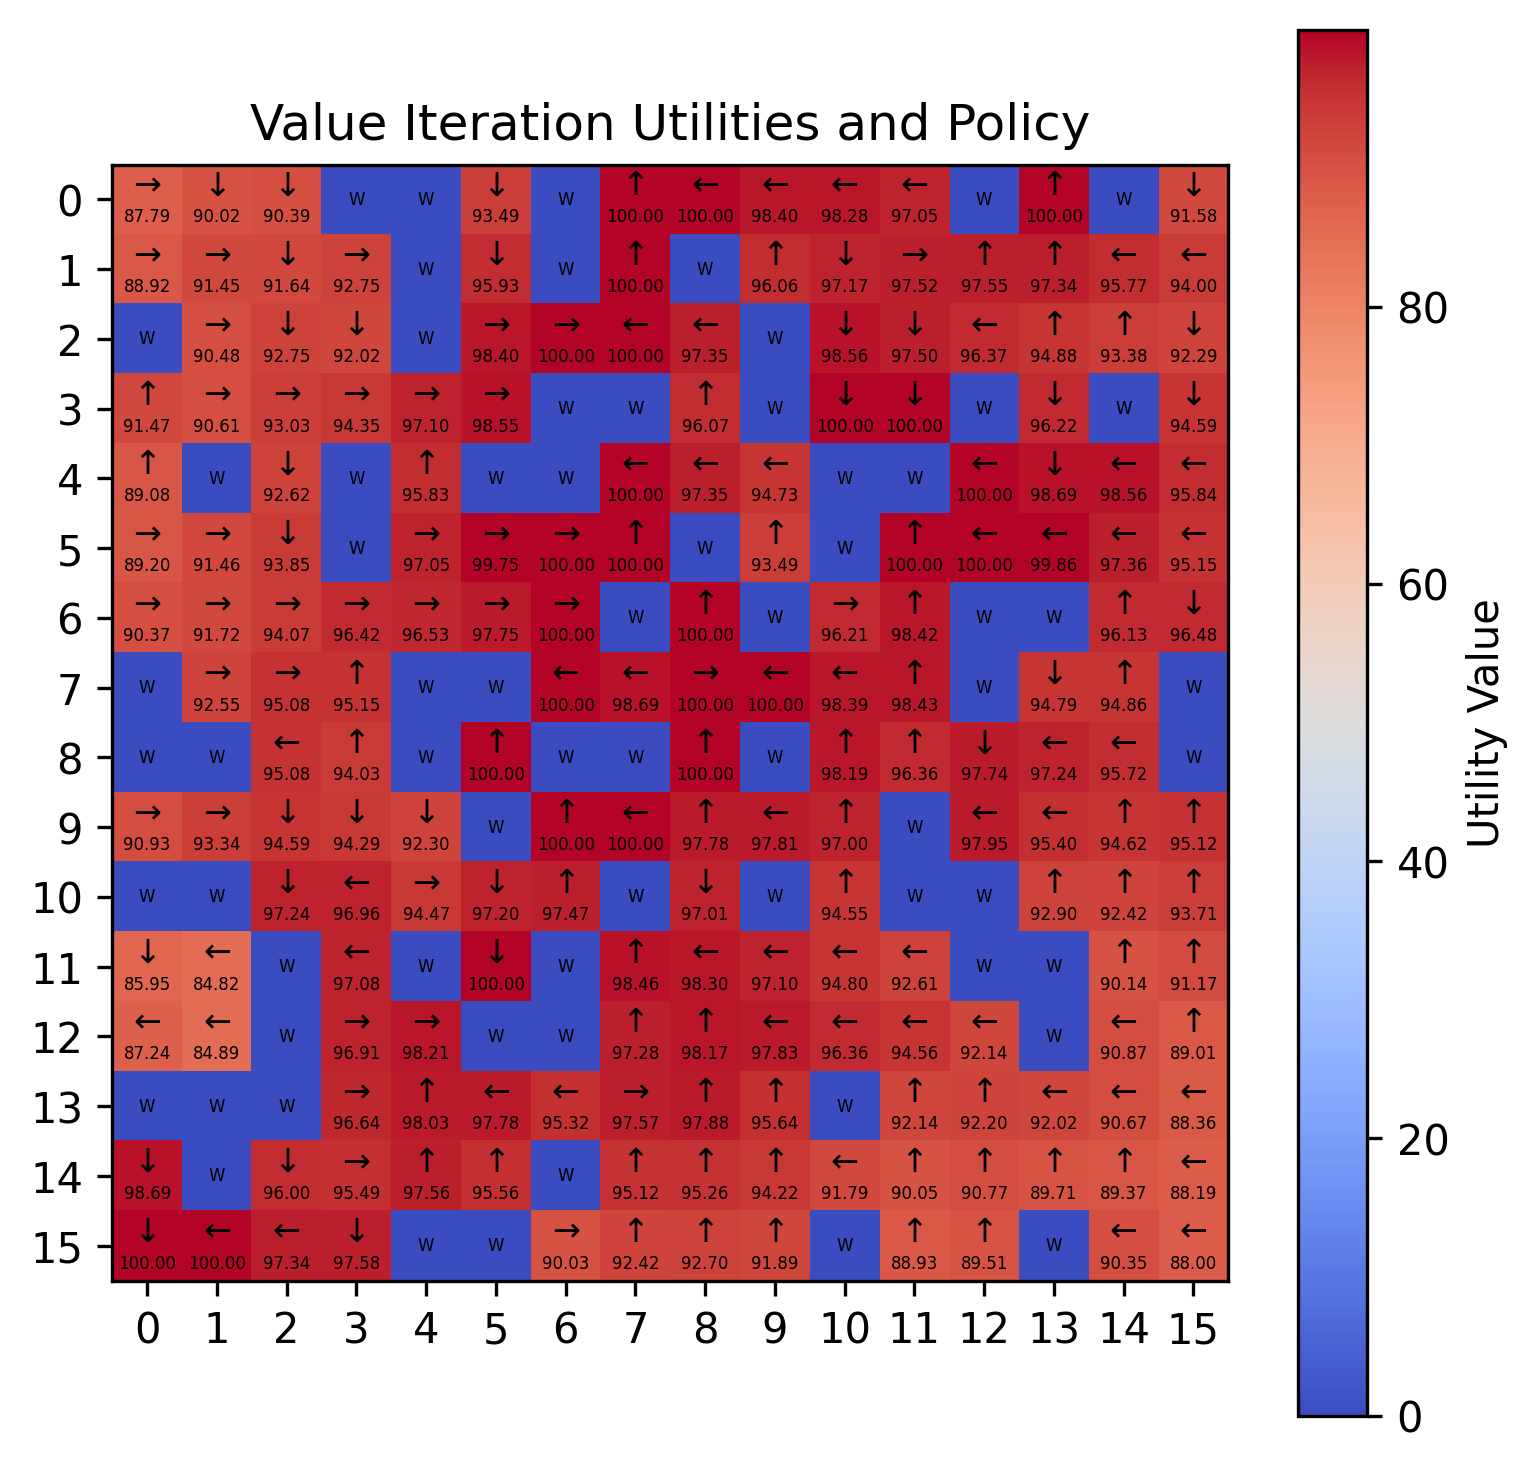 Value Iteration Utilities and Policy
0 → ↓ ↓ W W ↓ W ↑ ← ← ← ← W ↑ W ↓
87.79 90.02 90.39 93.49 100.00 100.00 98.40 98.28 97.05 100.00 91.58
1 → → ↓ → W ↓ W ↑ W ↑ ↓ → ↑ ↑ ← ←
88.92 91.45 91.64 92.75 95.93 100.00 96.06 97.17 97.52 97.55 97.34 95.77 94.00
2 W → ↓ ↓ W → → ← ← W ↓ ↓ ← ↑ ↑ ↓
90.48 92.75 92.02 98.40 100.00 100.00 97.35 98.56 97.50 96.37 94.88 93.38 92.29
3 ↑ → → → → → W W ↑ W ↓ ↓ W ↓ W ↓
91.47 90.61 93.03 94.35 97.10 98.55 96.07 100.00 100.00 96.22 94.59
4 ↑ W ↓ W ↑ W W ← ← ← W W ← ↓ ← ←
89.08 92.62 95.83 100.00 97.35 94.73 100.00 98.69 98.56 95.84
5 → → ↓ W → → → ↑ W ↑ W ↑ ← ← ← ←
89.20 91.46 93.85 97.05 99.75 100.00 100.00 93.49 100.00 100.00 99.86 97.36 95.15
6 → → → → → → → W ↑ W → ↑ W W ↑ ↓
90.37 91.72 94.07 96.42 96.53 97.75 100.00 100.00 96.21 98.42 96.13 96.48
7 W → → ↑ W W ← ← → ← ← ↑ W ↓ ↑ W
92.55 95.08 95.15 100.00 98.69 100.00 100.00 98.39 98.43 94.79 94.86
8 W W ← ↑ W ↑ W W ↑ W ↑ ↑ ↓ ← ← W
95.08 94.03 100.00 100.00 98.19 96.36 97.74 97.24 95.72
9 → → ↓ ↓ ↓ W ↑ ← ↑ ← ↑ W ← ← ↑ ↑
90.93 93.34 94.59 94.29 92.30 100.00 100.00 97.78 97.81 97.00 97.95 95.40 94.62 95.12
10 W W ↓ ← → ↓ ↑ W ↓ W ↑ W W ↑ ↑ ↑
97.24 96.96 94.47 97.20 97.47 97.01 94.55 92.90 92.42 93.71
11 ↓ ← W ← W ↓ W ↑ ← ← ← ← W W ↑ ↑
85.95 84.82 97.08 100.00 98.46 98.30 97.10 94.80 92.61 90.14 91.17
12 ← ← W → → W W ↑ ↑ ← ← ← ← W ← ↑
87.24 84.89 96.91 98.21 97.28 98.17 97.83 96.36 94.56 92.14 90.87 89.01
13 W W W → ↑ ← ← → ↑ ↑ W ↑ ↑ ← ← ←
96.64 98.03 97.78 95.32 97.57 97.88 95.64 92.14 92.20 92.02 90.67 88.36
14 ↓ W ↓ → ↑ ↑ W ↑ ↑ ↑ ← ↑ ↑ ↑ ↑ ←
98.69 96.00 95.49 97.56 95.56 95.12 95.26 94.22 91.79 90.05 90.77 89.71 89.37 88.19
15 ↓ ← ← ↓ W W → ↑ ↑ ↑ W ↑ ↑ W ← ←
100.00 100.00 97.34 97.58 90.03 92.42 92.70 91.89 88.93 89.51 90.35 88.00
0 1 2 3 4 5 6 7 8 9 10 11 12 13 14 15
80
60
40
20
0
Utility Value